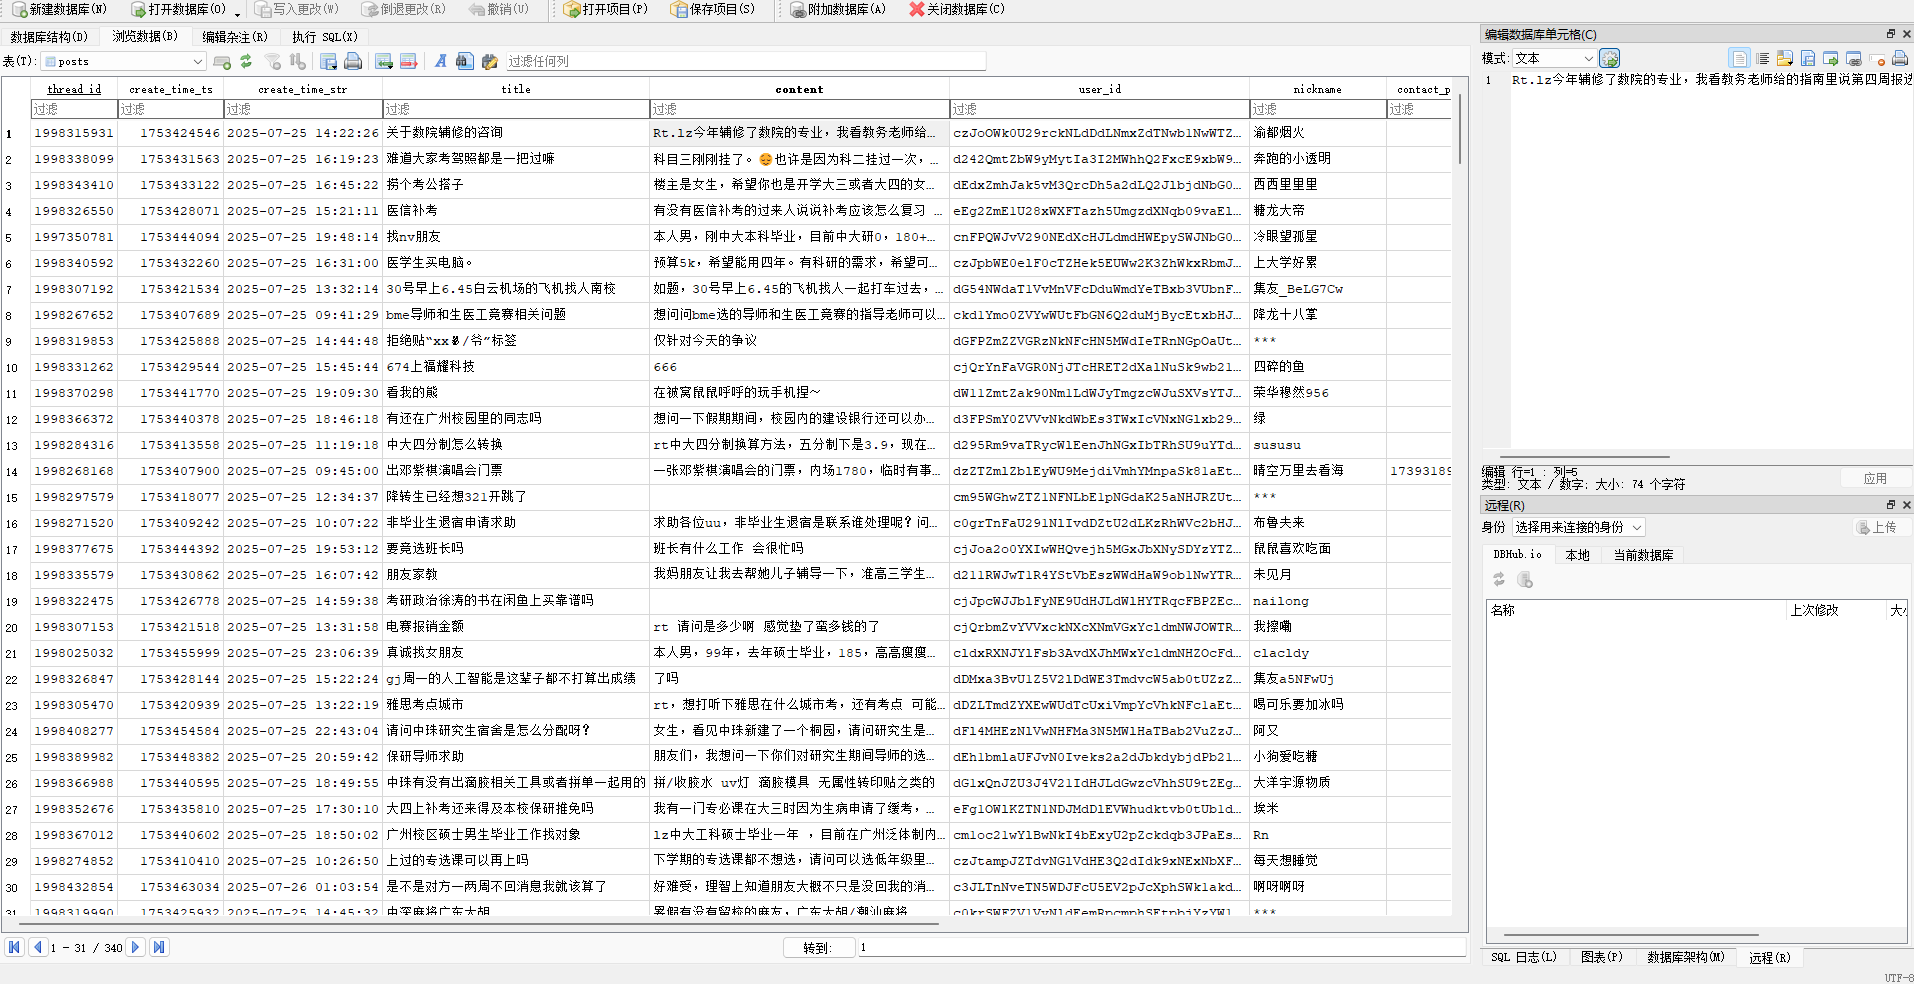 新建数据库(N) 打开数据库(O) 写入更改(W) 倒退更改(R) 撤销(U) 打开项目(P) 保存项目(S) 附加数据库(A) 关闭数据库(C)
数据库结构(D) 浏览数据(B) 编辑杂注(R) 执行 SQL(X)
表(T): posts 过滤任何列
thread_id create_time_ts create_time_str title content user_id nickname contact_p
过滤 过滤 过滤 过滤 过滤 过滤 过滤 过滤
1 1998315931 1753424546 2025-07-25 14:22:26 关于数院辅修的咨询 Rt.lz今年辅修了数院的专业，我看教务老师给… 渝都烟火
2 1998338099 1753431563 2025-07-25 16:19:23 难道大家考驾照都是一把过嘛 科目三刚刚挂了。😔也许是因为科二挂过一次，… 奔跑的小透明
3 1998343410 1753433122 2025-07-25 16:45:22 捞个考公搭子 楼主是女生，希望你也是开学大三或者大四的女… 西西里里里
4 1998326550 1753428071 2025-07-25 15:21:11 医信补考 有没有医信补考的过来人说说补考应该怎么复习 … 糖龙大帝
5 1997350781 1753444094 2025-07-25 19:48:14 找nv朋友 本人男，刚中大本科毕业，目前中大研0，180+… 冷眼望孤星
6 1998340592 1753432260 2025-07-25 16:31:00 医学生买电脑。 预算5k，希望能用四年。有科研的需求，希望可… 上大学好累
7 1998307192 1753421534 2025-07-25 13:32:14 30号早上6.45白云机场的飞机找人南校 如题，30号早上6.45的飞机找人一起打车过去，… 集友_BeLG7Cw
8 1998267652 1753407689 2025-07-25 09:41:29 bme导师和生医工竞赛相关问题 想问问bme选的导师和生医工竞赛的指导老师可以… 降龙十八掌
9 1998319853 1753425888 2025-07-25 14:44:48 拒绝贴“xx /爷”标签 仅针对今天的争议 ***
10 1998331262 1753429544 2025-07-25 15:45:44 674上福耀科技 666 四碎的鱼
11 1998370298 1753441770 2025-07-25 19:09:30 看我的熊 在被窝鼠鼠呼呼的玩手机捏～ 荣华穆然956
12 1998366372 1753440378 2025-07-25 18:46:18 有还在广州校园里的同志吗 想问一下假期期间，校园内的建设银行还可以办… 绿
13 1998284316 1753413558 2025-07-25 11:19:18 中大四分制怎么转换 rt中大四分制换算方法，五分制下是3.9，现在… sususu
14 1998268168 1753407900 2025-07-25 09:45:00 出邓紫棋演唱会门票 一张邓紫棋演唱会的门票，内场1780，临时有事… 晴空万里去看海 17393189
15 1998297579 1753418077 2025-07-25 12:34:37 降转生已经想321开跳了 ***
16 1998271520 1753409242 2025-07-25 10:07:22 非毕业生退宿申请求助 求助各位uu，非毕业生退宿是联系谁处理呢？问… 布鲁夫来
17 1998377675 1753444392 2025-07-25 19:53:12 要竞选班长吗 班长有什么工作 会很忙吗 鼠鼠喜欢吃面
18 1998335579 1753430862 2025-07-25 16:07:42 朋友家教 我妈朋友让我去帮她儿子辅导一下，准高三学生… 未见月
19 1998322475 1753426778 2025-07-25 14:59:38 考研政治徐涛的书在闲鱼上买靠谱吗 nailong
20 1998307153 1753421518 2025-07-25 13:31:58 电赛报销金额 rt 请问是多少啊 感觉垫了蛮多钱的了 我擦嘞
21 1998025032 1753455999 2025-07-25 23:06:39 真诚找女朋友 本人男，99年，去年硕士毕业，185，高高瘦瘦… clacldy
22 1998326847 1753428144 2025-07-25 15:22:24 gj周一的人工智能是这辈子都不打算出成绩 了吗 集友a5NFwUj
23 1998305470 1753420939 2025-07-25 13:22:19 雅思考点城市 rt，想打听下雅思在什么城市考，还有考点 可能… 喝可乐要加冰吗
24 1998408277 1753454584 2025-07-25 22:43:04 请问中珠研究生宿舍是怎么分配呀？ 女生，看见中珠新建了一个桐园，请问研究生是… 阿又
25 1998389982 1753448382 2025-07-25 20:59:42 保研导师求助 朋友们，我想问一下你们对研究生期间导师的选… 小狗爱吃糖
26 1998366988 1753440595 2025-07-25 18:49:55 中珠有没有出滴胶相关工具或者拼单一起用的 拼/收胶水 uv灯 滴胶模具 无属性转印贴之类的 大洋宇源物质
27 1998352676 1753435810 2025-07-25 17:30:10 大四上补考还来得及本校保研推免吗 我有一门专必课在大三时因为生病申请了缓考，… 埃米
28 1998367012 1753440602 2025-07-25 18:50:02 广州校区硕士男生毕业工作找对象 lz中大工科硕士毕业一年 ，目前在广州泛体制内… Rn
29 1998274852 1753410410 2025-07-25 10:26:50 上过的专选课可以再上吗 下学期的专选课都不想选，请问可以选低年级里… 每天想睡觉
30 1998432854 1753463034 2025-07-26 01:03:54 是不是对方一两周不回消息我就该算了 好难受，理智上知道朋友大概不只是没回我的消… 啊呀啊呀
31 1998319990 1753425932 2025-07-25 14:45:32 中深麻将广东大胡 暑假有没有留校的麻友，广东大胡/潮汕麻将 ***
1 - 31 / 340 转到: 1
编辑数据库单元格(C)
模式: 文本
1 Rt.lz今年辅修了数院的专业，我看教务老师给的指南里说第四周报选
编辑 行=1 : 列=5
类型: 文本 / 数字; 大小: 74 个字符
应用
远程(R)
身份 选择用来连接的身份 上传
DBHub.io 本地 当前数据库
名称 上次修改 大小
SQL 日志(L) 图表(P) 数据库架构(M) 远程(R)
UTF-8